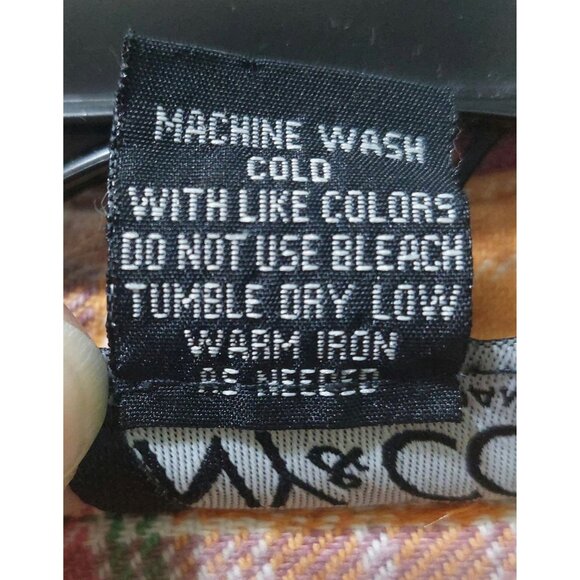 MACHINE WASH
COLD
WITH LIKE COLORS
DO NOT USE BLEACH
TUMBLE DRY LOW
WARM IRON
AS NEEDED